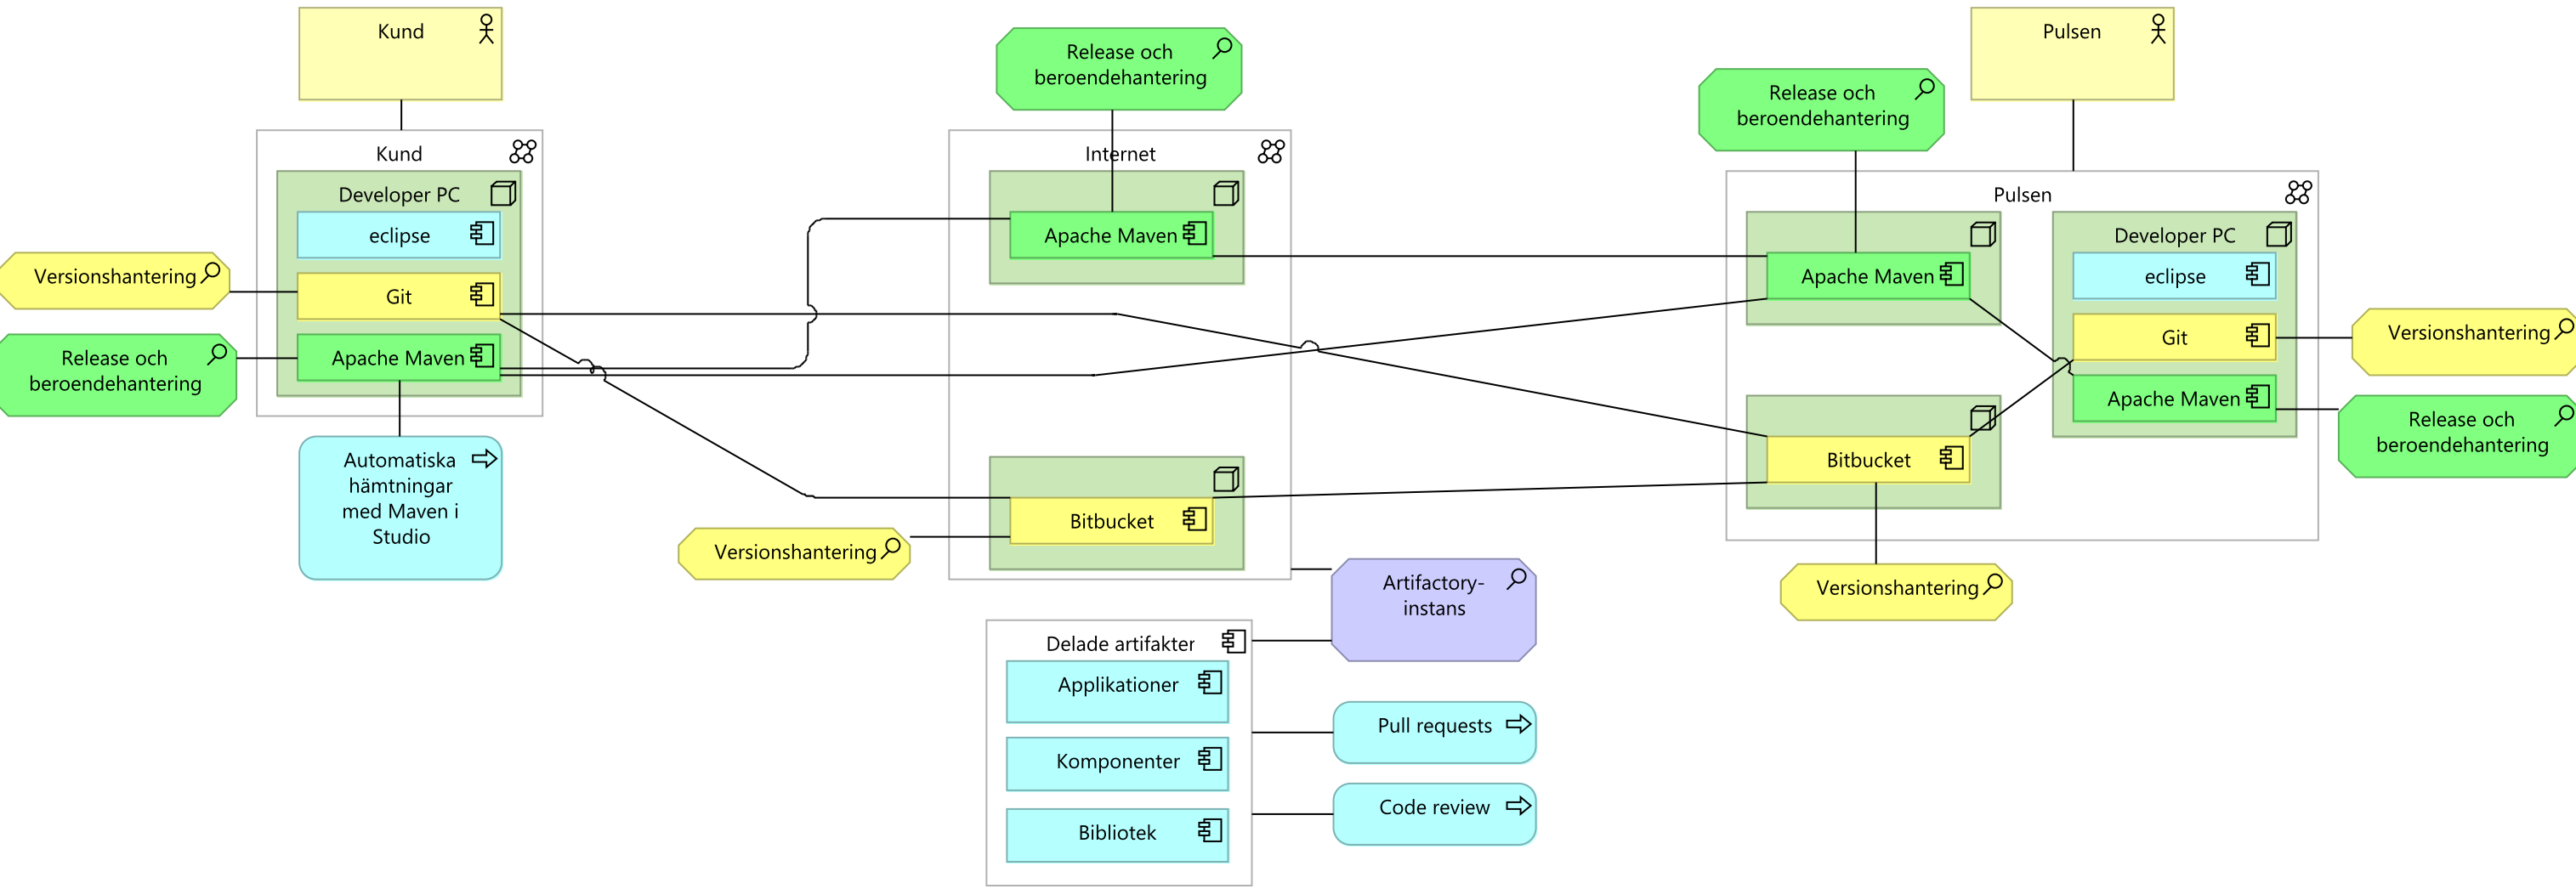 Kund
Release och
beroendehantering
Pulsen
Release och
beroendehantering
Kund
Internet
Pulsen
Developer PC
eclipse
Git
Apache Maven
Versionshantering
Release och
beroendehantering
Automatiska
hämtningar
med Maven i
Studio
Apache Maven
Bitbucket
Versionshantering
Apache Maven
Bitbucket
Versionshantering
Developer PC
eclipse
Git
Apache Maven
Versionshantering
Release och
beroendehantering
Artifactory-
instans
Delade artifakter
Applikationer
Komponenter
Bibliotek
Pull requests
Code review